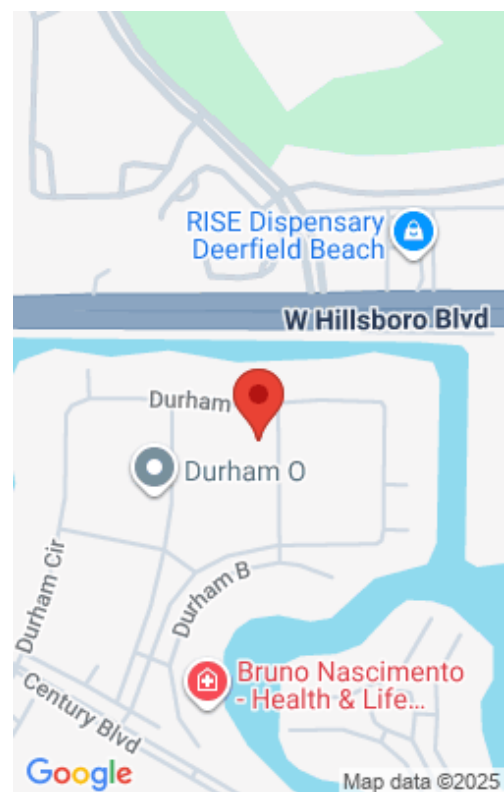 RISE Dispensary
Deerfield Beach
W Hillsboro Blvd
Durham
Durham O
Durham Cir
Durham B
Bruno Nascimento
- Health & Life...
Century Blvd
Google
Map data ©2025